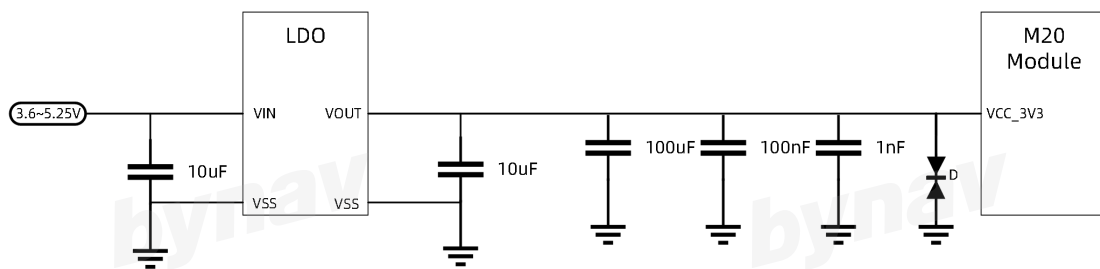 LDO
M20
Module
3.6~5.25V
VIN
VOUT
VCC_3V3
10uF
10uF
100uF
100nF
1nF
D
VSS
VSS
bynav
bynav